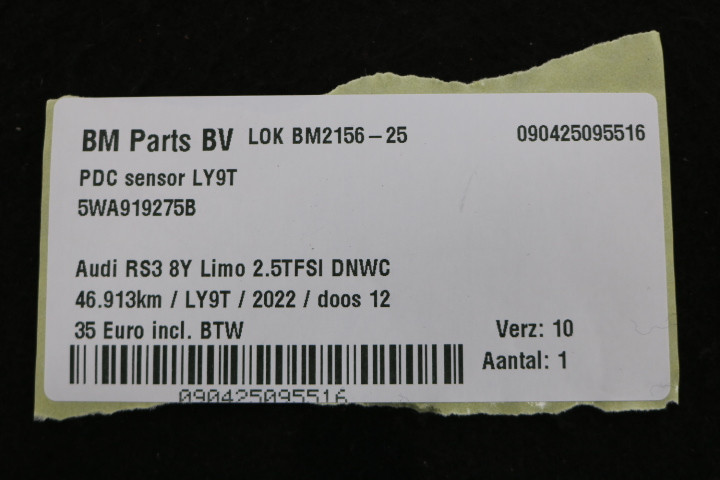 BM Parts BV LOK BM2156-25 090425095516
PDC sensor LY9T
5WA919275B
Audi RS3 8Y Limo 2.5TFSI DNWC
46.913km / LY9T / 2022 / doos 12
35 Euro incl. BTW Verz: 10
Aantal: 1
090425095516